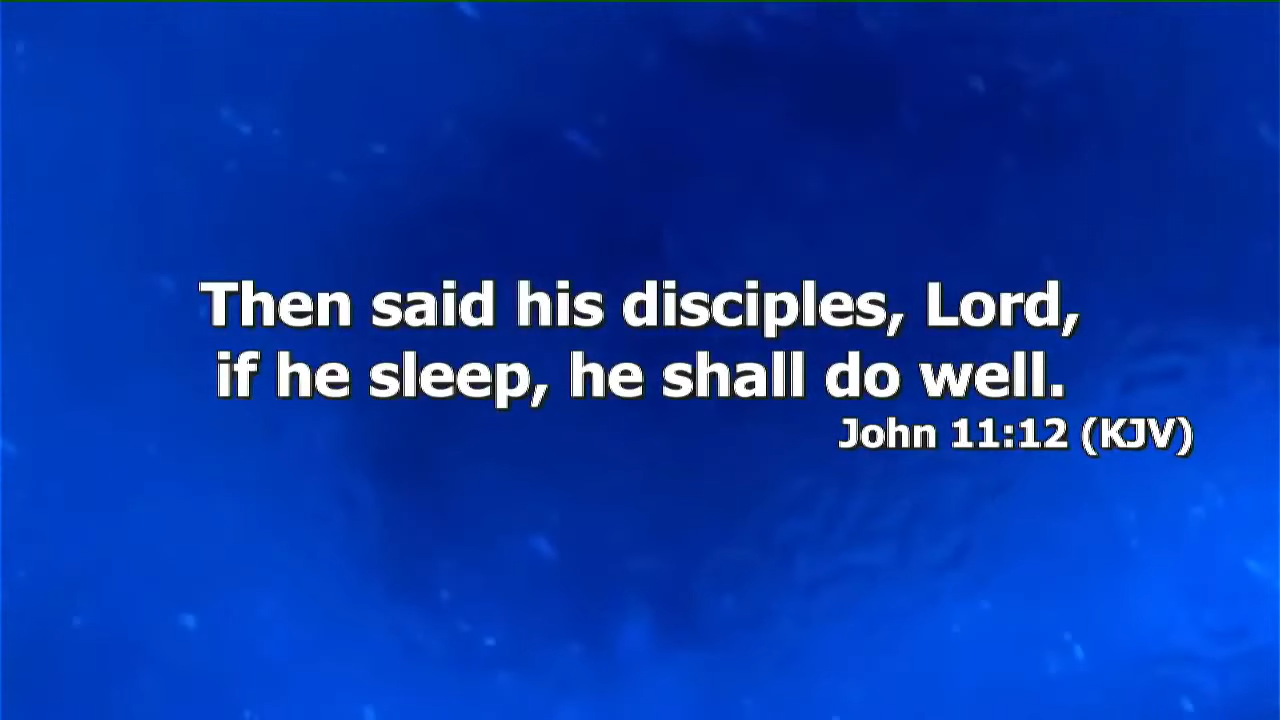 Then said his disciples, Lord,
if he sleep, he shall do well.
John 11:12 (KJV)